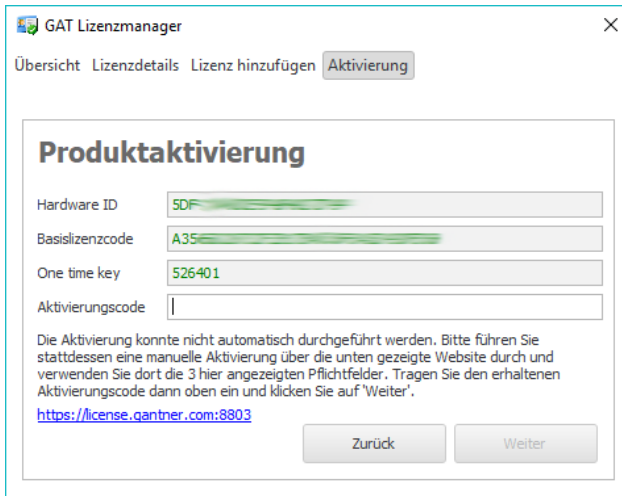 GAT Lizenzmanager
Übersicht Lizenzdetails Lizenz hinzufügen Aktivierung
Produktaktivierung
Hardware ID 5DF
Basislizenzcode A35
One time key 526401
Aktivierungscode
Die Aktivierung konnte nicht automatisch durchgeführt werden. Bitte führen Sie
stattdessen eine manuelle Aktivierung über die unten gezeigte Website durch und
verwenden Sie dort die 3 hier angezeigten Pflichtfelder. Tragen Sie den erhaltenen
Aktivierungscode dann oben ein und klicken Sie auf 'Weiter'.
https://license.gantner.com:8803
Zurück Weiter